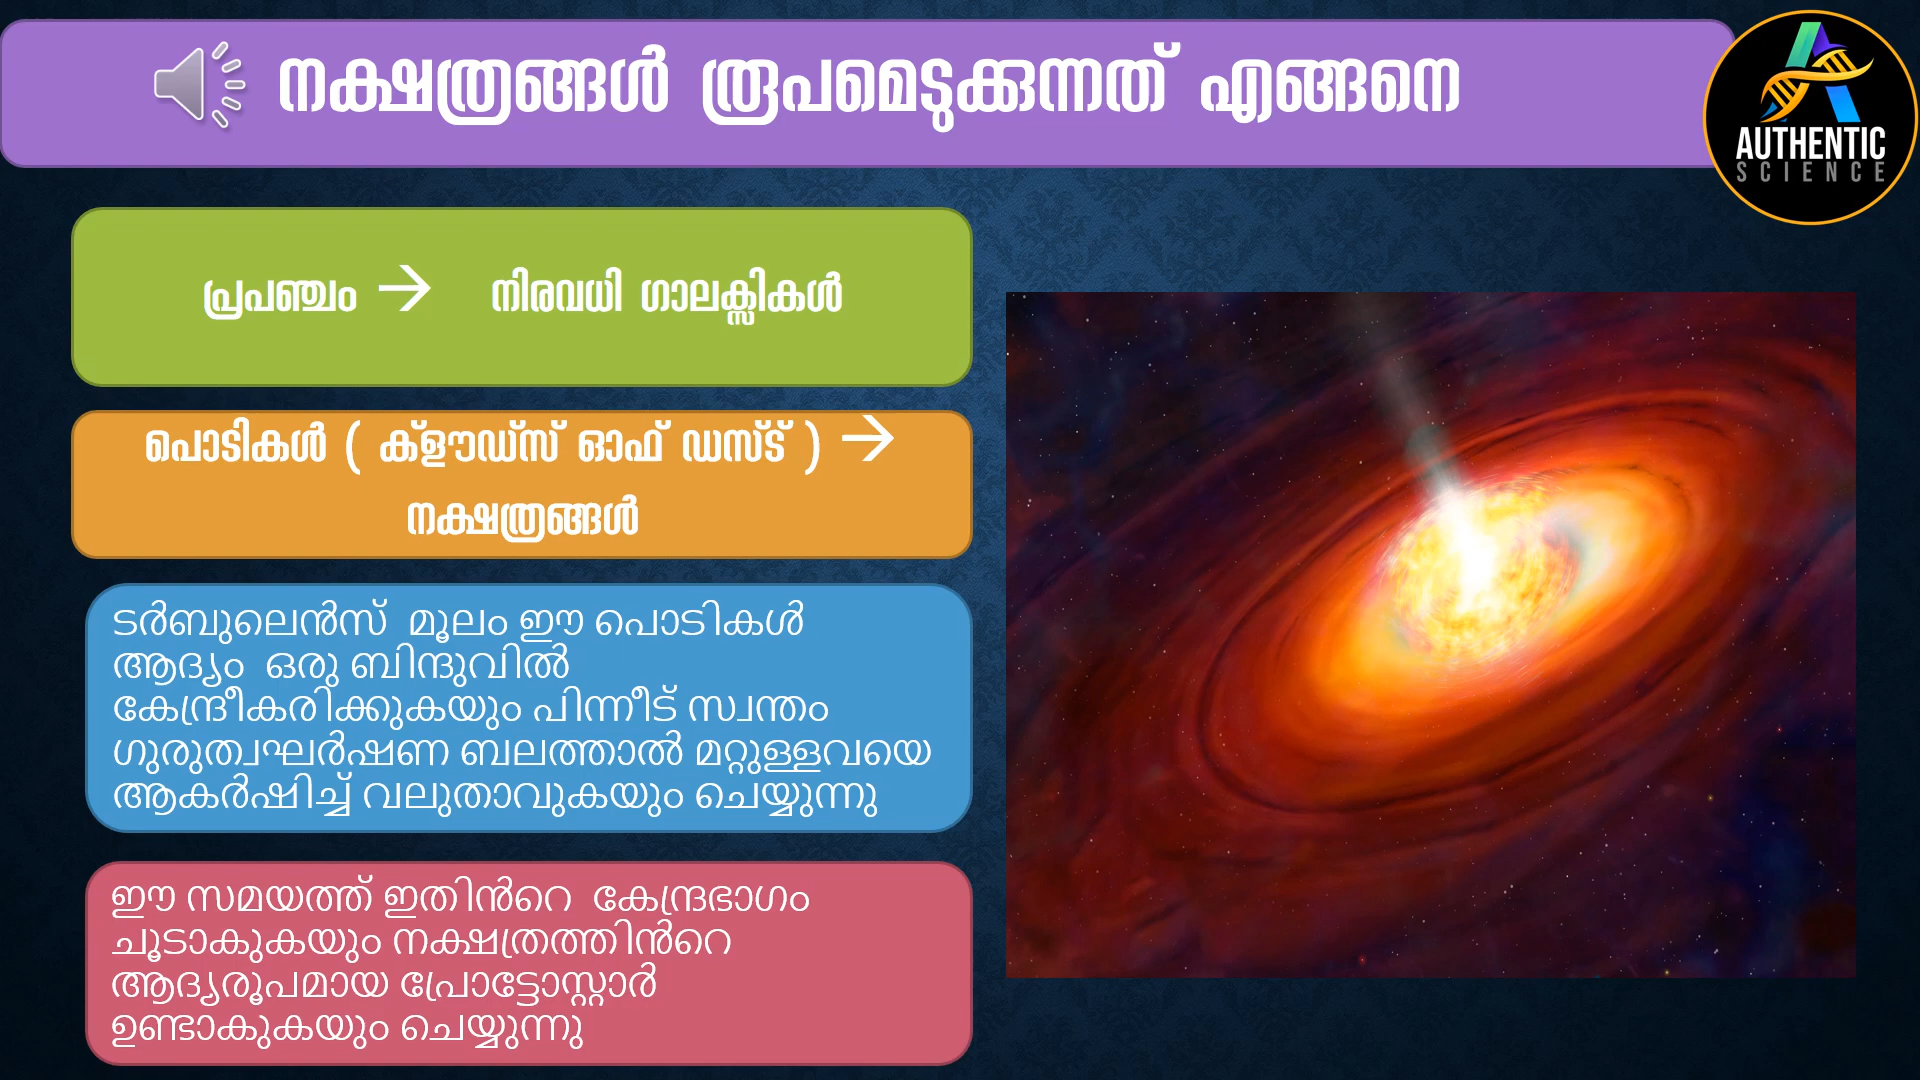 നക്ഷത്രങ്ങൾ രൂപമെടുക്കുന്നത് എങ്ങനെ
AUTHENTIC
SCIENCE
പ്രപഞ്ചം → നിരവധി ഗാലക്സികൾ
പൊടികൾ ( ക്ളൗഡ്സ് ഓഫ് ഡസ്ട് ) →
നക്ഷത്രങ്ങൾ
ടർബുലെൻസ് മൂലം ഈ പൊടികൾ
ആദ്യം ഒരു ബിന്ദുവിൽ
കേന്ദ്രീകരിക്കുകയും പിന്നീട് സ്വന്തം
ഗുരുത്വഘർഷണ ബലത്താൽ മറ്റുള്ളവയെ
ആകർഷിച്ച് വലുതാവുകയും ചെയ്യുന്നു
ഈ സമയത്ത് ഇതിൻറെ കേന്ദ്രഭാഗം
ചൂടാകുകയും നക്ഷത്രത്തിൻറെ
ആദ്യരൂപമായ പ്രോട്ടോസ്റ്റാർ
ഉണ്ടാകുകയും ചെയ്യുന്നു